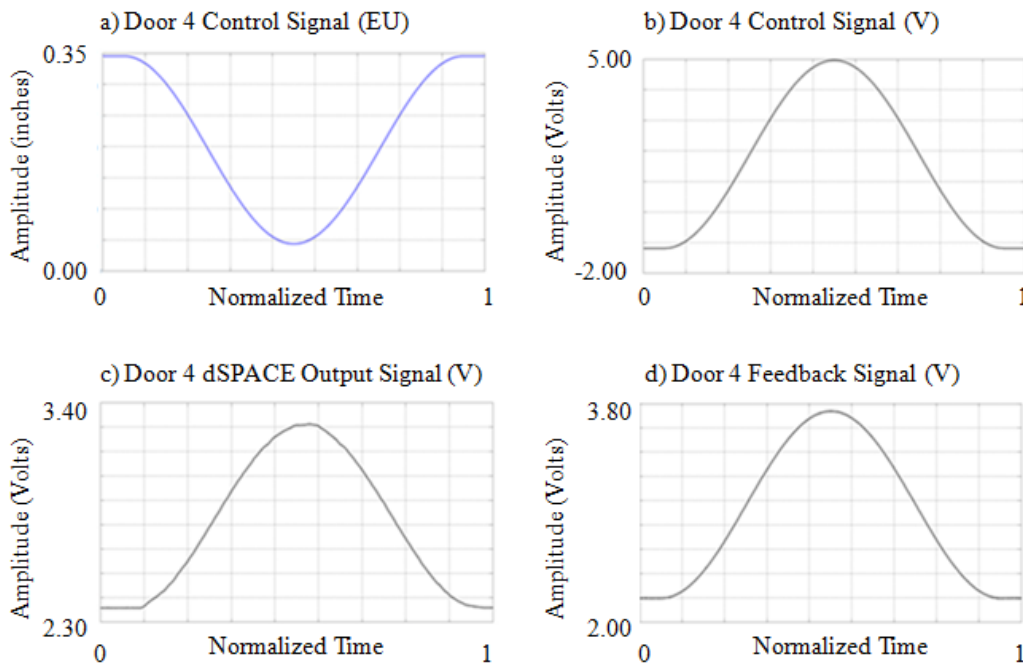 a) Door 4 Control Signal (EU)
0.35
Amplitude (inches)
0.00
0
Normalized Time
1
b) Door 4 Control Signal (V)
5.00
Amplitude (Volts)
-2.00
0
Normalized Time
1
c) Door 4 dSPACE Output Signal (V)
3.40
Amplitude (Volts)
2.30
0
Normalized Time
1
d) Door 4 Feedback Signal (V)
3.80
Amplitude (Volts)
2.00
0
Normalized Time
1